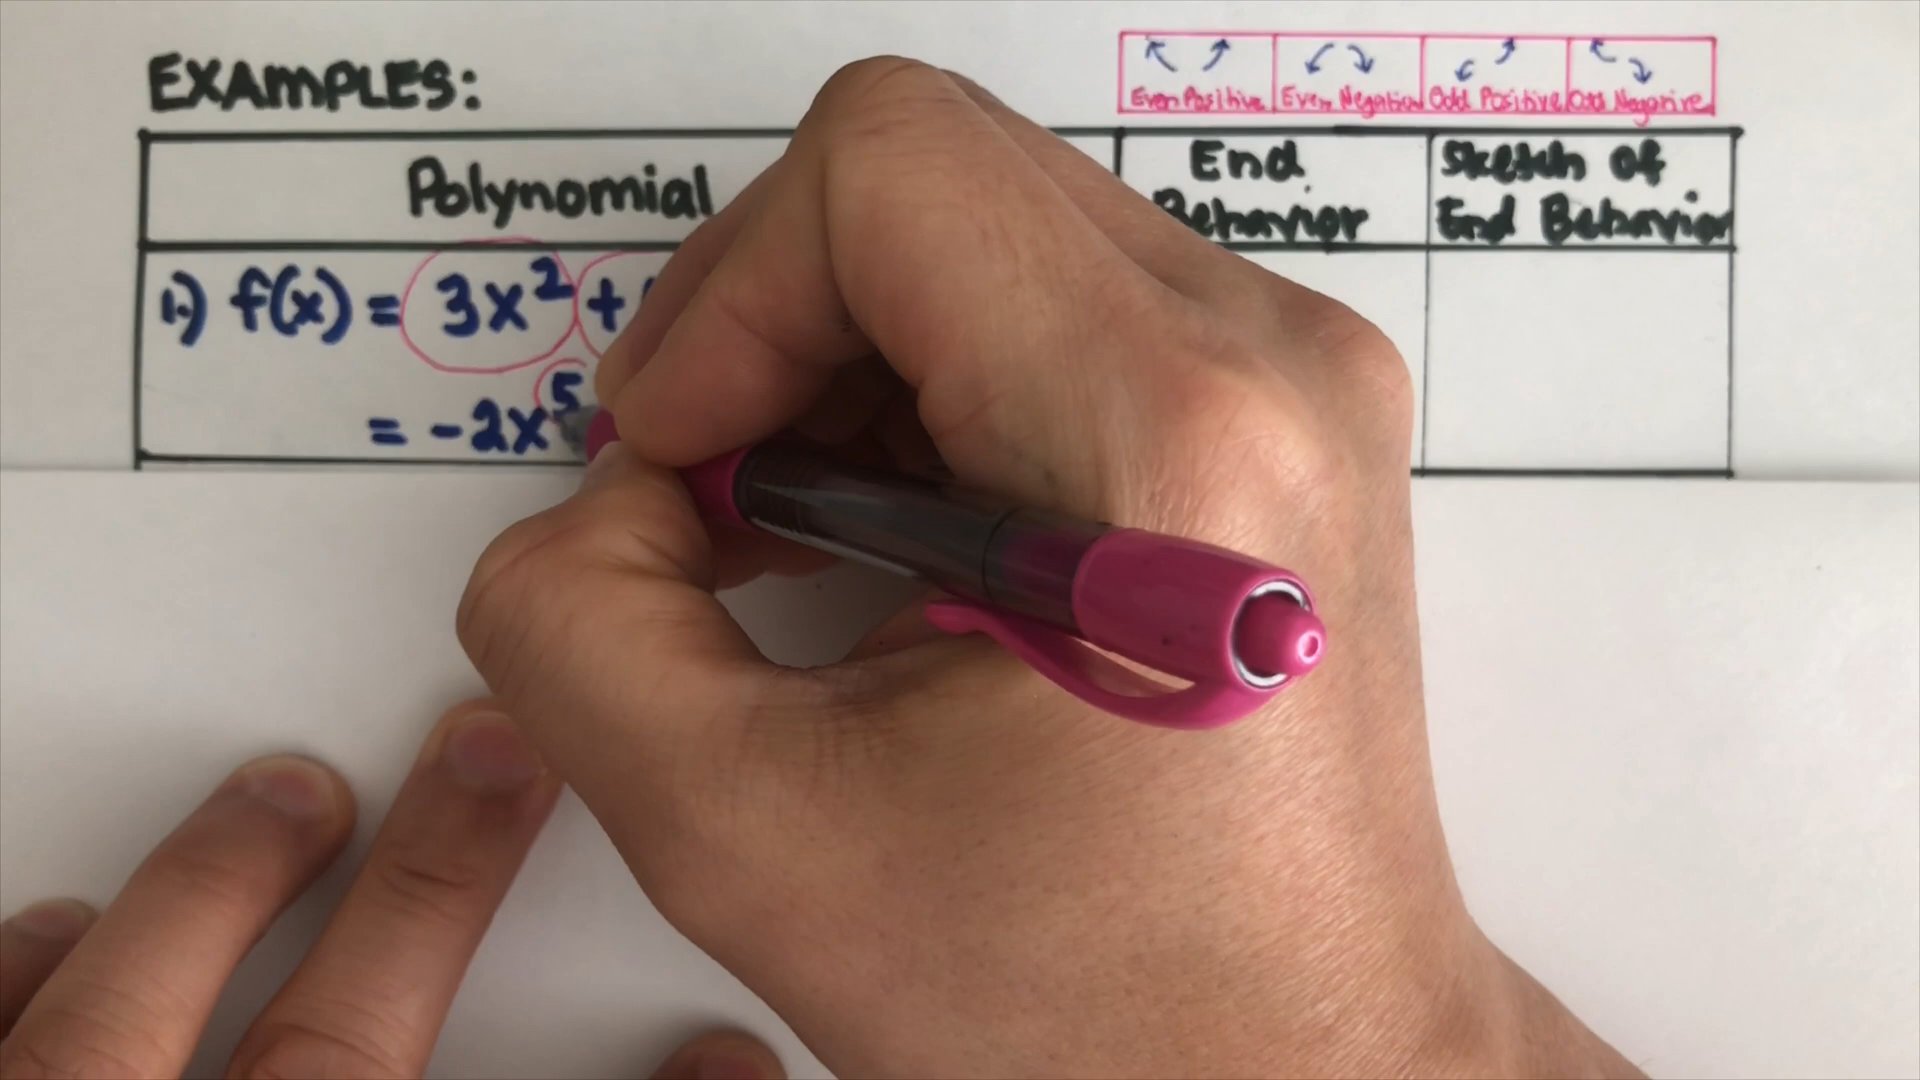 EXAMPLES:
Even Positive Even Negative Odd Positive Odd Negative
Polynomial
End Behavior
Sketch of End Behavior
1.) f(x) = 3x² +
= -2x⁵